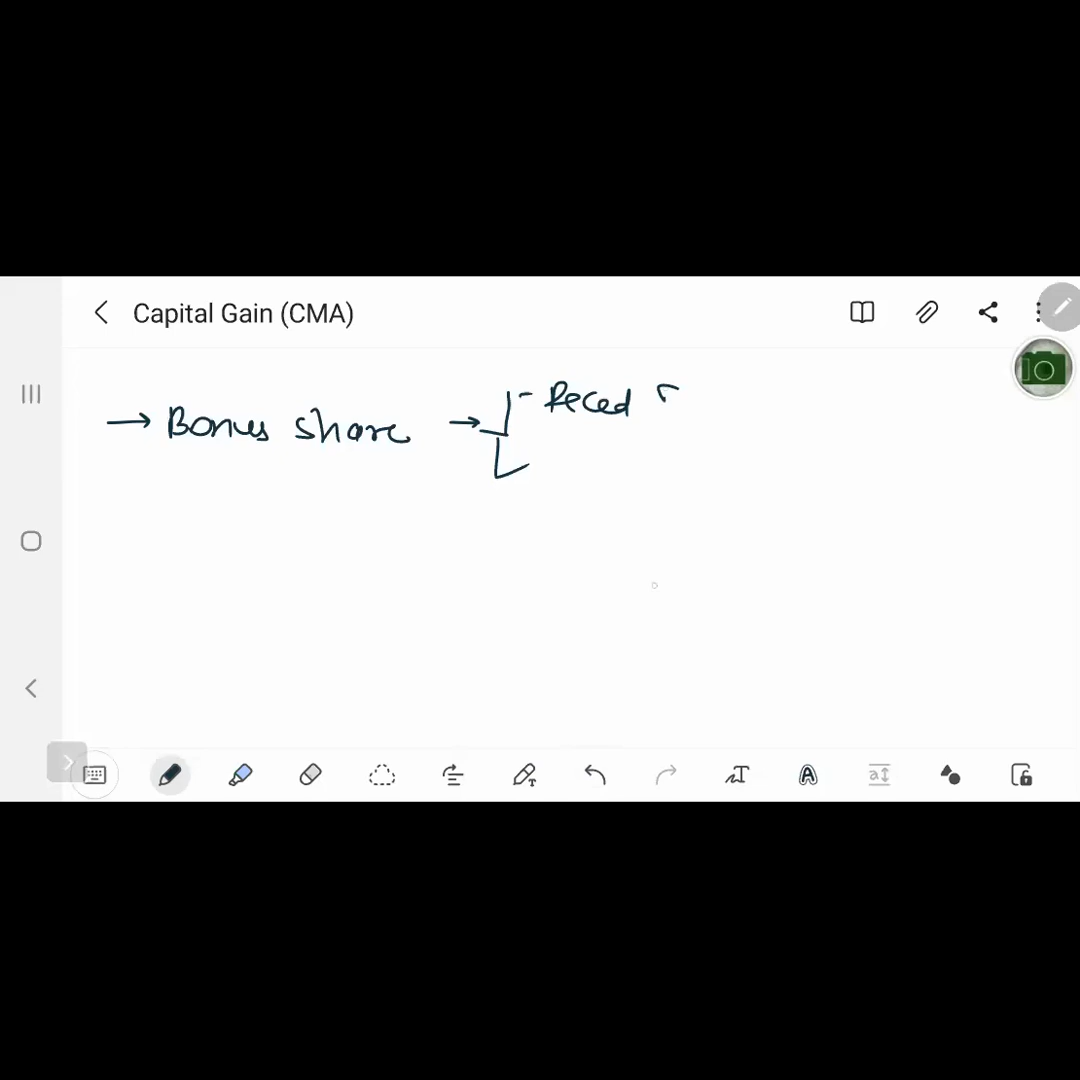 Capital Gain (CMA)
→ Bonus share → - Reced